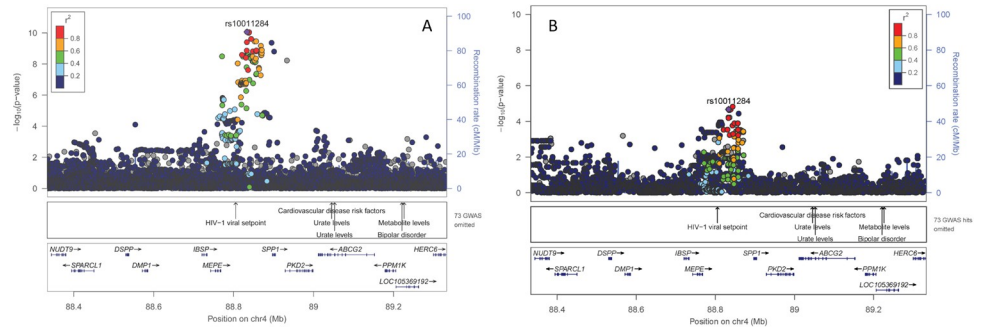 A
rs10011284
r²
0.8
0.6
0.4
0.2
10
8
6
4
2
0
−log₁₀(p-value)
100
80
60
40
20
0
Recombination rate (cM/Mb)
Cardiovascular disease risk factors
HIV−1 viral setpoint
Urate levels
Metabolite levels
Urate levels
Bipolar disorder
73 GWAS
omitted
NUDT9→
DSPP→
IBSP→
SPP1→
←ABCG2
HERC6→
←SPARCL1
DMP1→
MEPE→
PKD2→
←PPM1K
LOC105369192→
88.4
88.6
88.8
89
89.2
Position on chr4 (Mb)
B
rs10011284
r²
0.8
0.6
0.4
0.2
10
8
6
4
2
0
−log₁₀(p-value)
100
80
60
40
20
0
Recombination rate (cM/Mb)
Cardiovascular disease risk factors
HIV−1 viral setpoint
Urate levels
Metabolite levels
Urate levels
Bipolar disorder
73 GWAS hits
omitted
NUDT9→
DSPP→
IBSP→
SPP1→
←ABCG2
HERC6→
←SPARCL1
DMP1→
MEPE→
PKD2→
←PPM1K
LOC105369192→
88.4
88.6
88.8
89
89.2
Position on chr4 (Mb)